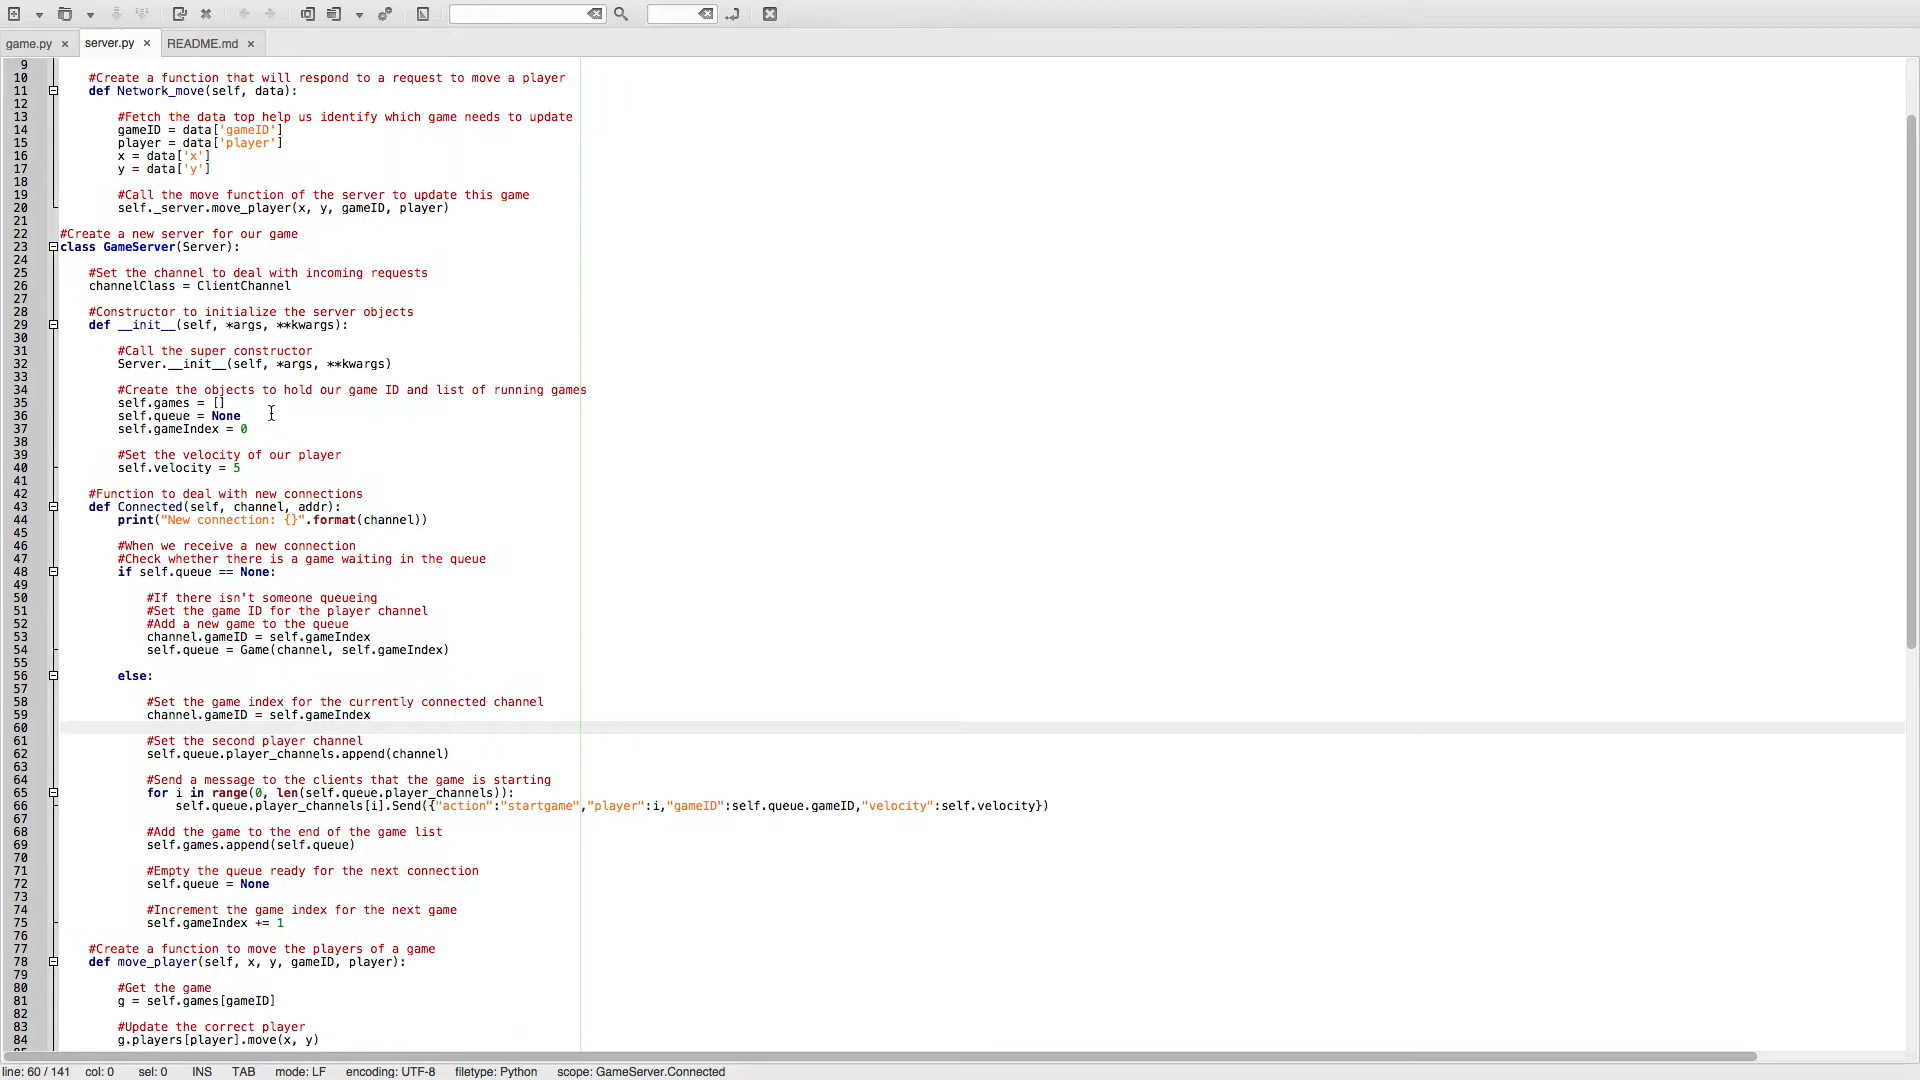 game.py × server.py × README.md ×
9
10 #Create a function that will respond to a request to move a player
11 def Network_move(self, data):
12
13 #Fetch the data top help us identify which game needs to update
14 gameID = data['gameID']
15 player = data['player']
16 x = data['x']
17 y = data['y']
18
19 #Call the move function of the server to update this game
20 self._server.move_player(x, y, gameID, player)
21
22 #Create a new server for our game
23 class GameServer(Server):
24
25 #Set the channel to deal with incoming requests
26 channelClass = ClientChannel
27
28 #Constructor to initialize the server objects
29 def __init__(self, *args, **kwargs):
30
31 #Call the super constructor
32 Server.__init__(self, *args, **kwargs)
33
34 #Create the objects to hold our game ID and list of running games
35 self.games = []
36 self.queue = None
37 self.gameIndex = 0
38
39 #Set the velocity of our player
40 self.velocity = 5
41
42 #Function to deal with new connections
43 def Connected(self, channel, addr):
44 print("New connection: {}".format(channel))
45
46 #When we receive a new connection
47 #Check whether there is a game waiting in the queue
48 if self.queue == None:
49
50 #If there isn't someone queueing
51 #Set the game ID for the player channel
52 #Add a new game to the queue
53 channel.gameID = self.gameIndex
54 self.queue = Game(channel, self.gameIndex)
55
56 else:
57
58 #Set the game index for the currently connected channel
59 channel.gameID = self.gameIndex
60
61 #Set the second player channel
62 self.queue.player_channels.append(channel)
63
64 #Send a message to the clients that the game is starting
65 for i in range(0, len(self.queue.player_channels)):
66 self.queue.player_channels[i].Send({"action":"startgame","player":i,"gameID":self.queue.gameID,"velocity":self.velocity})
67
68 #Add the game to the end of the game list
69 self.games.append(self.queue)
70
71 #Empty the queue ready for the next connection
72 self.queue = None
73
74 #Increment the game index for the next game
75 self.gameIndex += 1
76
77 #Create a function to move the players of a game
78 def move_player(self, x, y, gameID, player):
79
80 #Get the game
81 g = self.games[gameID]
82
83 #Update the correct player
84 g.players[player].move(x, y)
line: 60 / 141 col: 0 sel: 0 INS TAB mode: LF encoding: UTF-8 filetype: Python scope: GameServer.Connected